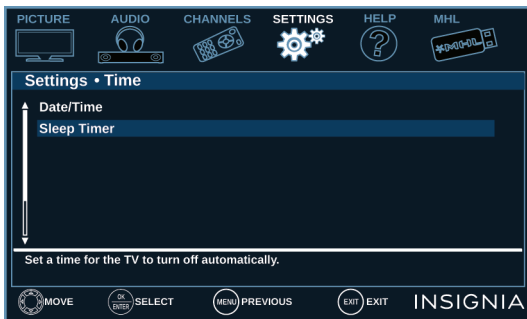 PICTURE AUDIO CHANNELS SETTINGS HELP MHL
MHL
Settings • Time
Date/Time
Sleep Timer
Set a time for the TV to turn off automatically.
MOVE OK ENTER SELECT MENU PREVIOUS EXIT EXIT INSIGNIA